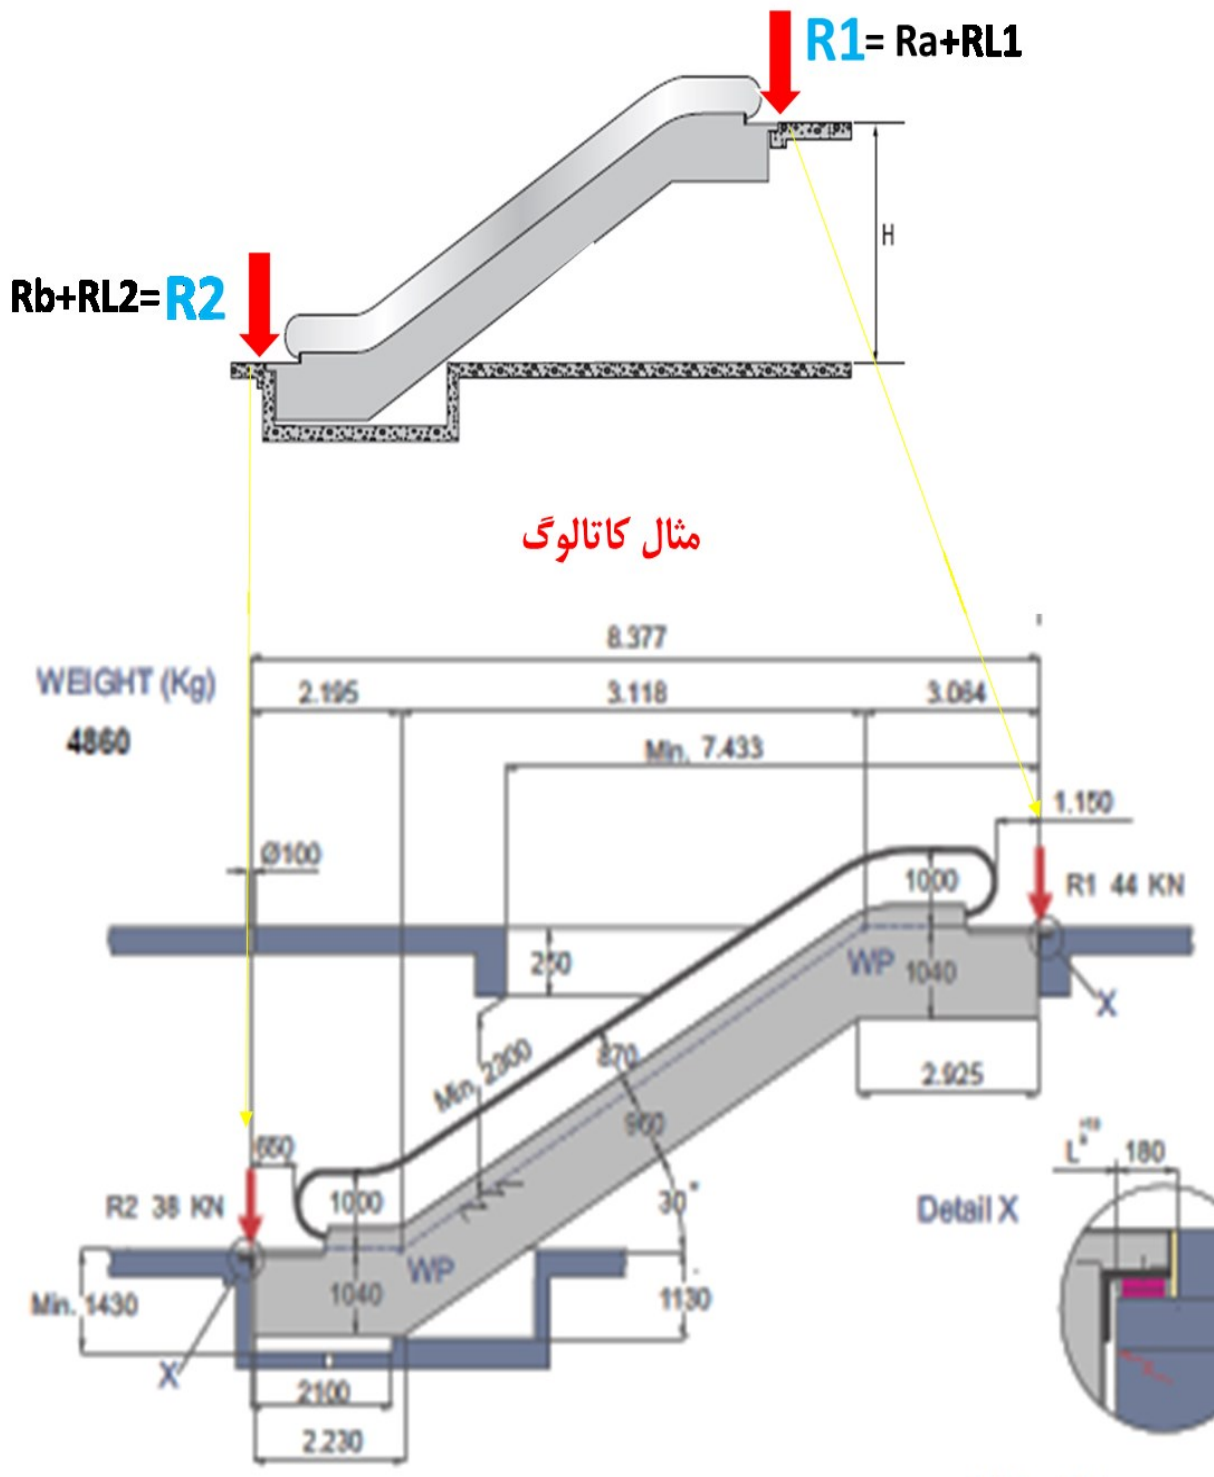 R1= Ra+RL1
H
Rb+RL2=R2
مثال کاتالوگ
8.377
WEIGHT (Kg)
4860
2.195
3.118
3.064
Min. 7.433
1.150
Ø100
1000
R1 44 KN
250
WP
1040
X
Min. 2300
870
2.925
960
650
L
180
R2 38 KN
1000
30°
Detail X
WP
Min. 1430
1040
1130
X
2100
2.230